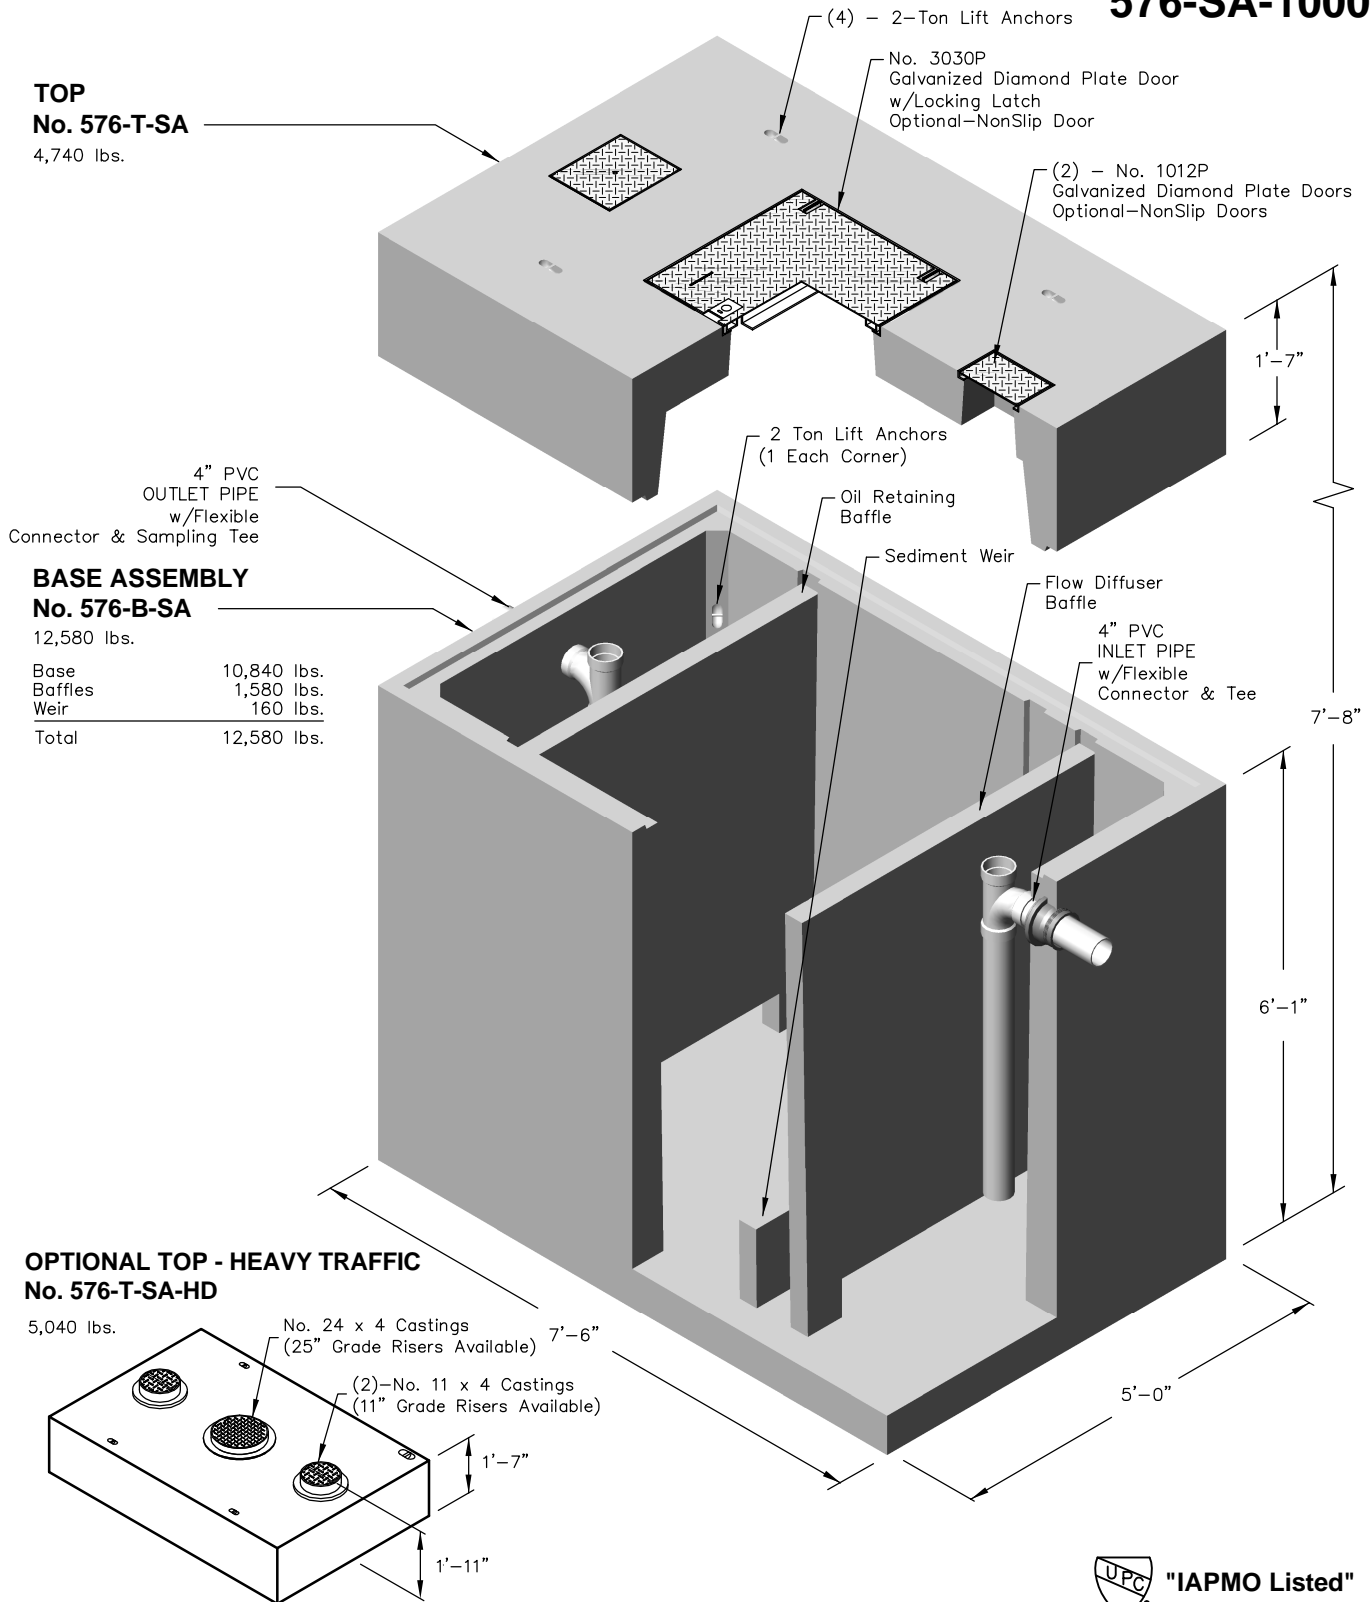 576-SA-1000
(4) - 2-Ton Lift Anchors
No. 3030P
Galvanized Diamond Plate Door
w/Locking Latch
Optional-NonSlip Door
TOP
No. 576-T-SA
4,740 lbs.
(2) - No. 1012P
Galvanized Diamond Plate Doors
Optional-NonSlip Doors
1'-7"
2 Ton Lift Anchors
(1 Each Corner)
4" PVC
OUTLET PIPE
w/Flexible
Connector & Sampling Tee
Oil Retaining
Baffle
Sediment Weir
Flow Diffuser
Baffle
4" PVC
INLET PIPE
w/Flexible
Connector & Tee
BASE ASSEMBLY
No. 576-B-SA
12,580 lbs.
Base 10,840 lbs.
Baffles 1,580 lbs.
Weir 160 lbs.
Total 12,580 lbs.
7'-8"
6'-1"
7'-6"
5'-0"
OPTIONAL TOP - HEAVY TRAFFIC
No. 576-T-SA-HD
5,040 lbs.
No. 24 x 4 Castings
(25" Grade Risers Available)
(2)-No. 11 x 4 Castings
(11" Grade Risers Available)
1'-7"
1'-11"
UPC
"IAPMO Listed"